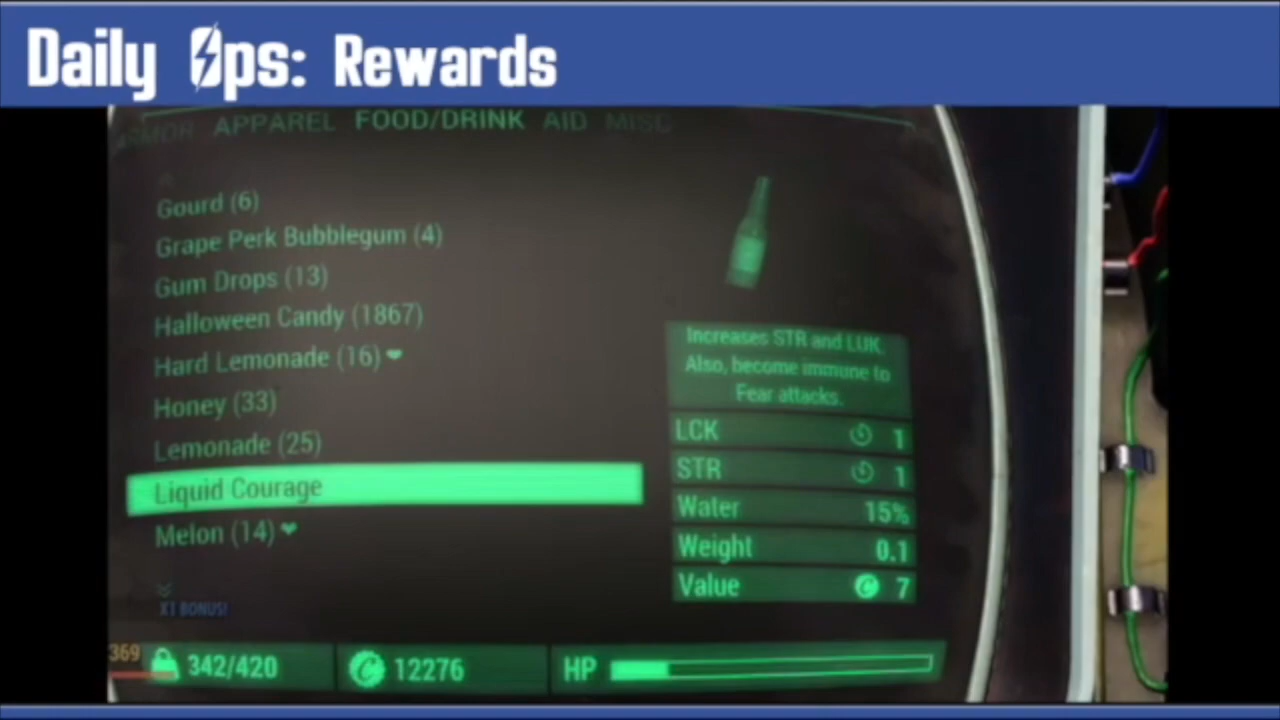 Daily Ops: Rewards
ARMOR APPAREL FOOD/DRINK AID MISC
Gourd (6)
Grape Perk Bubblegum (4)
Gum Drops (13)
Halloween Candy (1867)
Hard Lemonade (16)
Honey (33)
Lemonade (25)
Liquid Courage
Melon (14)
Increases STR and LUK.
Also, become immune to
Fear attacks.
LCK 1
STR 1
Water 15%
Weight 0.1
Value 7
X1 BONUS!
369
342/420
12276
HP